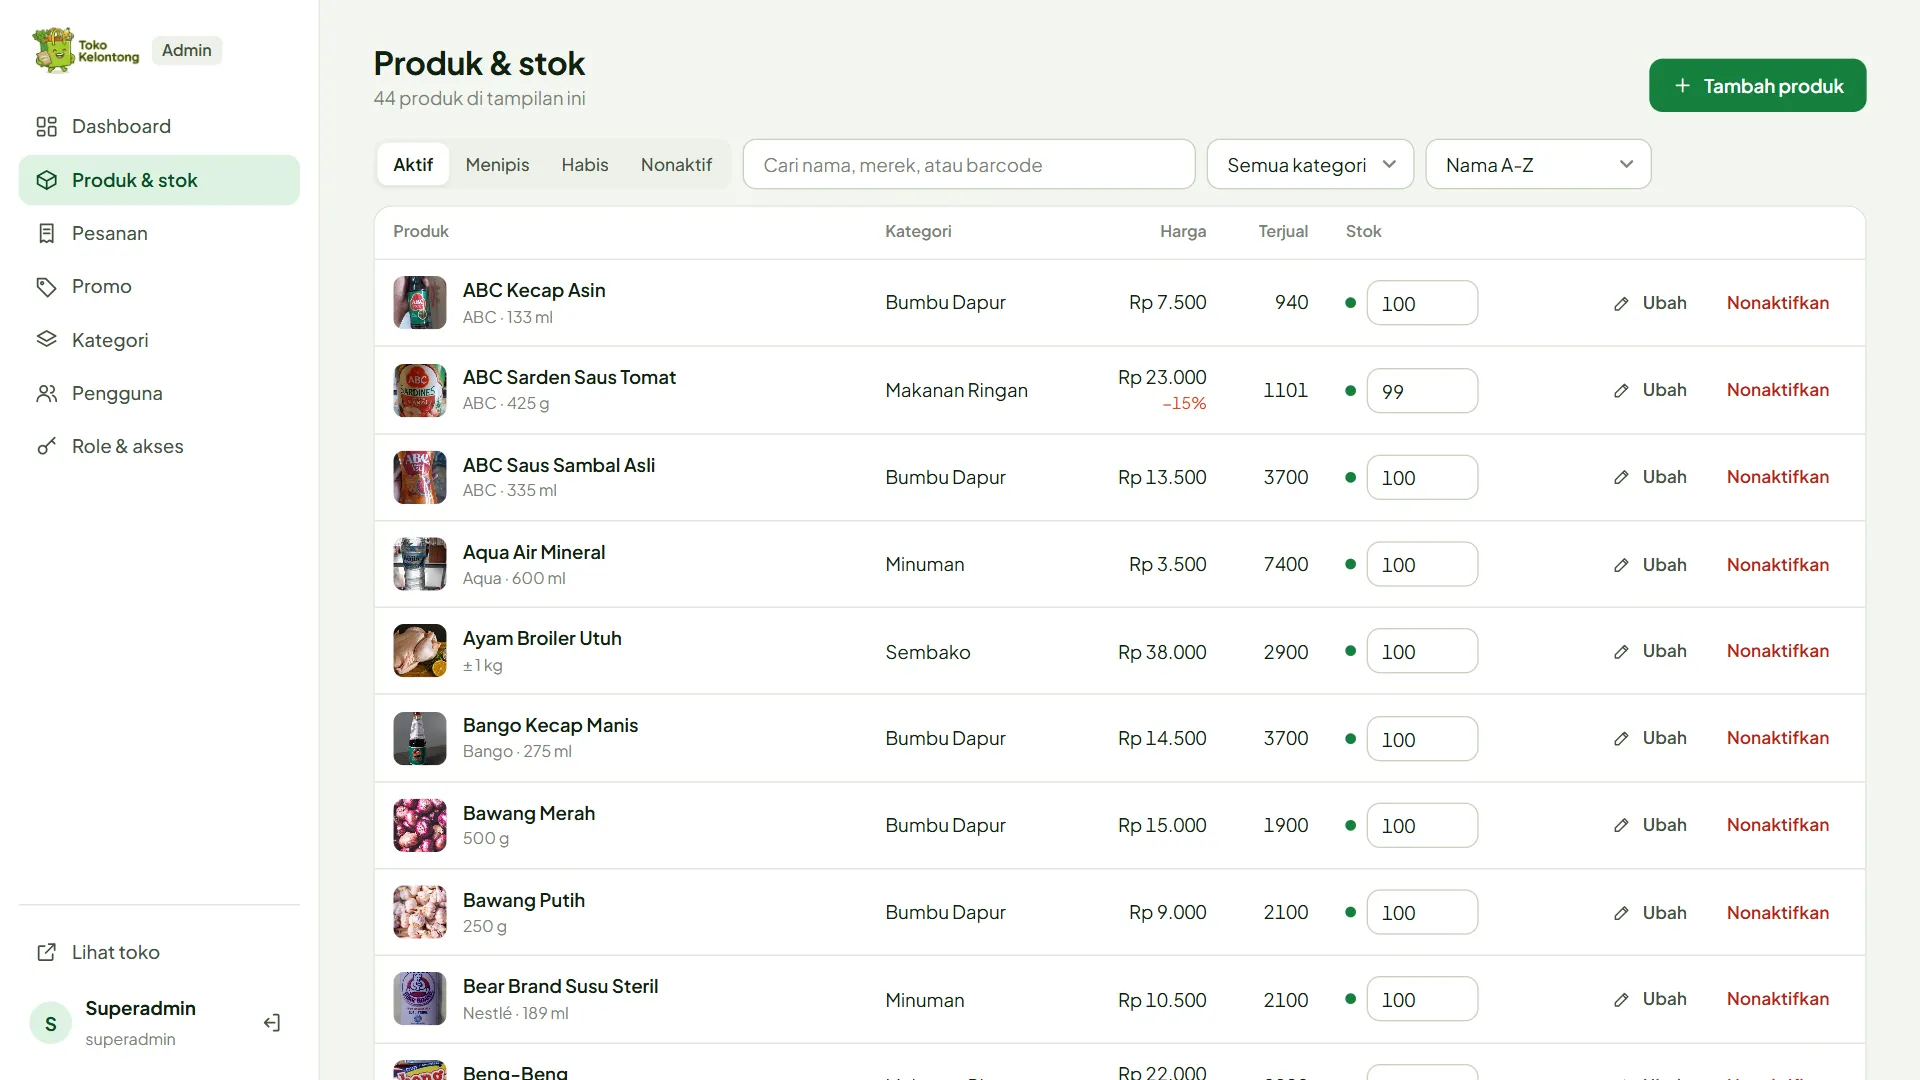 Toko
Kelontong
Admin
Dashboard
Produk & stok
Pesanan
Promo
Kategori
Pengguna
Role & akses
Lihat toko
S
Superadmin
superadmin
Produk & stok
44 produk di tampilan ini
+ Tambah produk
Aktif Menipis Habis Nonaktif Cari nama, merek, atau barcode Semua kategori Nama A-Z
Produk Kategori Harga Terjual Stok
ABC Kecap Asin
ABC · 133 ml
Bumbu Dapur Rp 7.500 940 100 Ubah Nonaktifkan
ABC Sarden Saus Tomat
ABC · 425 g
Makanan Ringan Rp 23.000
−15%
1101 99 Ubah Nonaktifkan
ABC Saus Sambal Asli
ABC · 335 ml
Bumbu Dapur Rp 13.500 3700 100 Ubah Nonaktifkan
Aqua Air Mineral
Aqua · 600 ml
Minuman Rp 3.500 7400 100 Ubah Nonaktifkan
Ayam Broiler Utuh
± 1 kg
Sembako Rp 38.000 2900 100 Ubah Nonaktifkan
Bango Kecap Manis
Bango · 275 ml
Bumbu Dapur Rp 14.500 3700 100 Ubah Nonaktifkan
Bawang Merah
500 g
Bumbu Dapur Rp 15.000 1900 100 Ubah Nonaktifkan
Bawang Putih
250 g
Bumbu Dapur Rp 9.000 2100 100 Ubah Nonaktifkan
Bear Brand Susu Steril
Nestlé · 189 ml
Minuman Rp 10.500 2100 100 Ubah Nonaktifkan
Beng-Beng
Rp 22.000